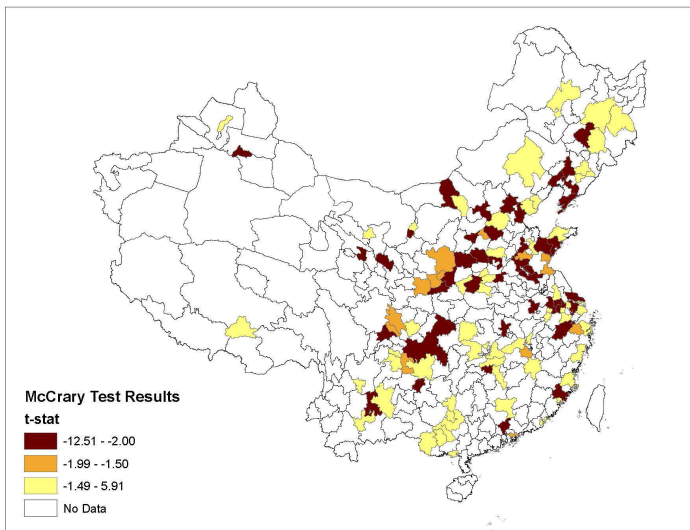 McCrary Test Results
t-stat
-12.51 - -2.00
-1.99 - -1.50
-1.49 - 5.91
No Data